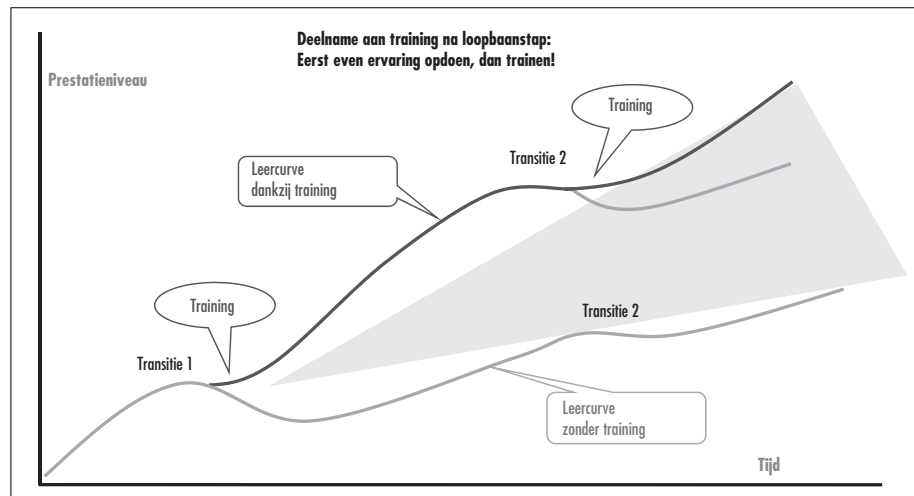 Deelname aan training na loopbaanstap:
Eerst even ervaring opdoen, dan trainen!
Prestatieniveau
Training
Transitie 2
Leercurve
dankzij training
Training
Transitie 2
Transitie 1
Leercurve
zonder training
Tijd